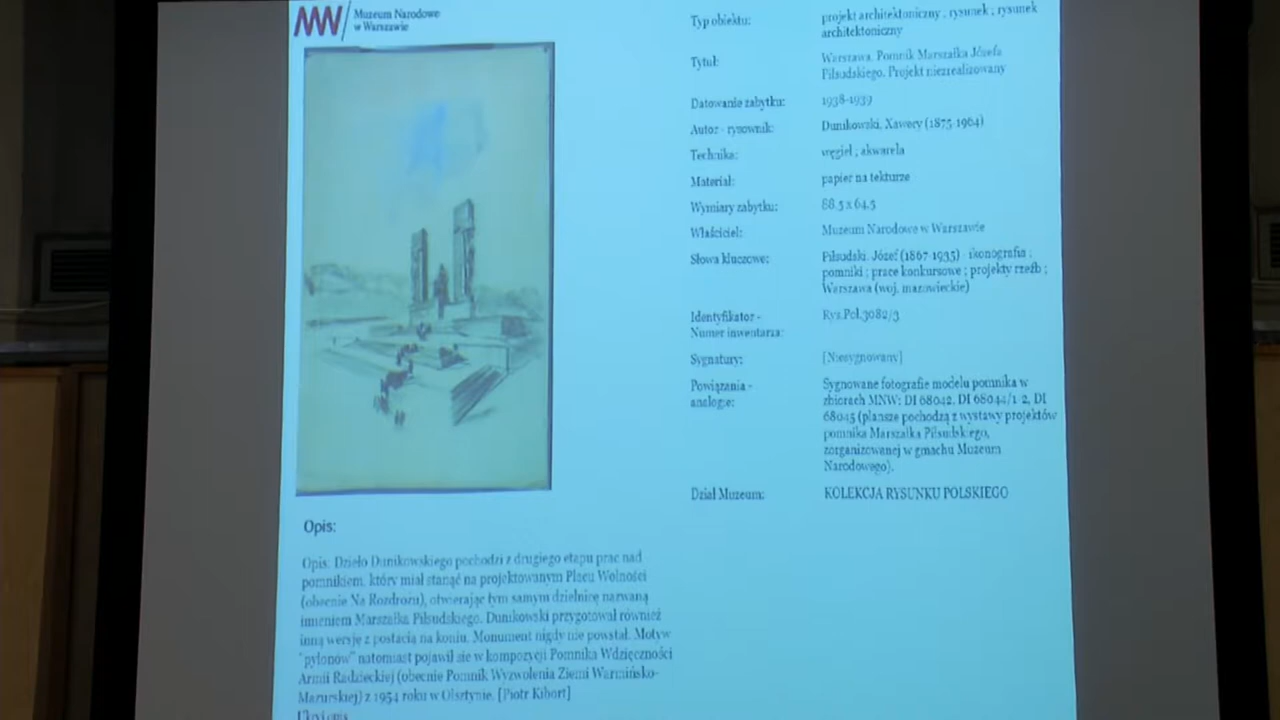 Muzeum Narodowe
w Warszawie
Typ obiektu:
projekt architektoniczny ; rysunek ; rysunek
architektoniczny
Tytuł:
Warszawa. Pomnik Marszałka Józefa
Piłsudskiego. Projekt niezrealizowany
Datowanie zabytku:
1938-1939
Autor - rysownik:
Dunikowski, Xawery (1875-1964)
Technika:
węgiel ; akwarela
Materiał:
papier na tekturze
Wymiary zabytku:
88,5 x 64,5
Właściciel:
Muzeum Narodowe w Warszawie
Słowa kluczowe:
Piłsudski, Józef (1867-1935) - ikonografia ;
pomniki ; prace konkursowe ; projekty rzeźb ;
Warszawa (woj. mazowieckie)
Identyfikator -
Numer inwentarza:
Rys.Pol.3082/3
Sygnatury:
[Niesygnowany]
Powiązania -
analogie:
Sygnowane fotografie modelu pomnika w
zbiorach MNW: DI 68042, DI 68044/1-2, DI
68045 (plansze pochodzą z wystawy projektów
pomnika Marszałka Piłsudskiego,
zorganizowanej w gmachu Muzeum
Narodowego).
Dział Muzeum:
KOLEKCJA RYSUNKU POLSKIEGO
Opis:
Opis: Dzieło Dunikowskiego pochodzi z drugiego etapu prac nad
pomnikiem, który miał stanąć na projektowanym Placu Wolności
(obecnie Na Rozdrożu), otwierając tym samym dzielnicę nazwaną
imieniem Marszałka Piłsudskiego. Dunikowski przygotował również
inną wersję z postacią na koniu. Monument nigdy nie powstał. Motyw
"pylonów" natomiast pojawił się w kompozycji Pomnika Wdzięczności
Armii Radzieckiej (obecnie Pomnik Wyzwolenia Ziemi Warmińsko-
Mazurskiej) z 1954 roku w Olsztynie. [Piotr Kibort]
Ukryj opis